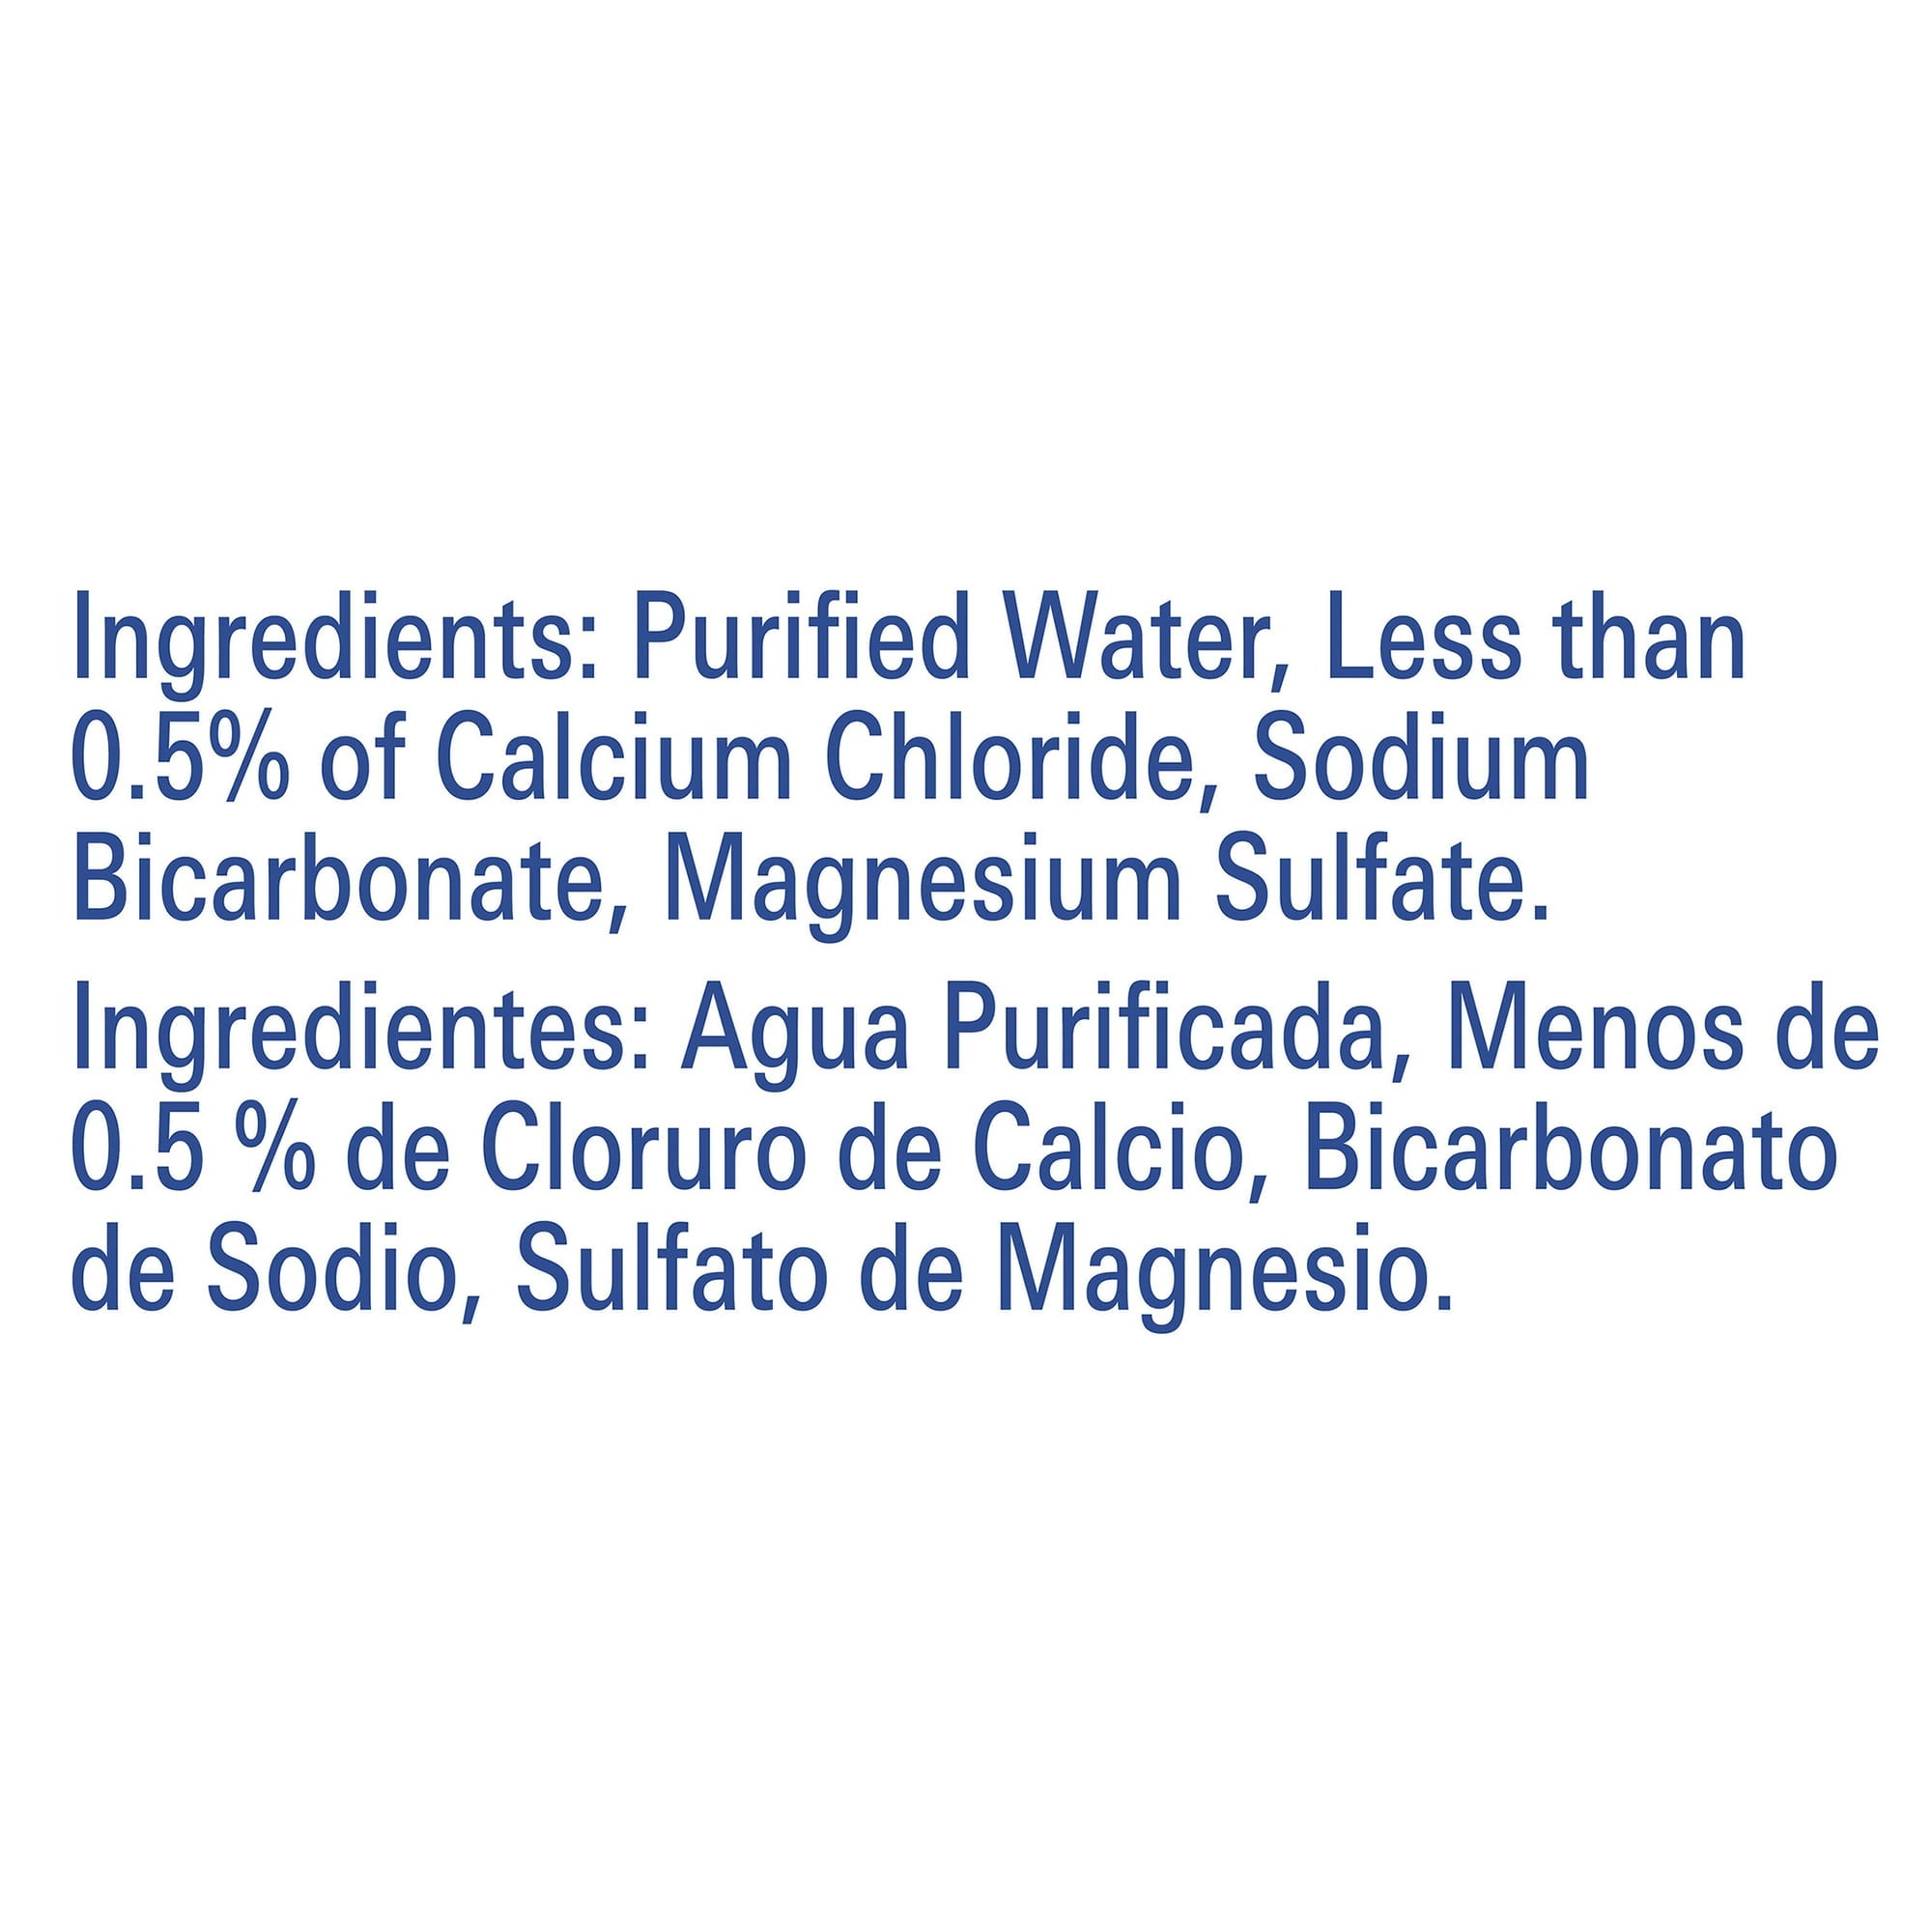 Ingredients: Purified Water, Less than
0.5% of Calcium Chloride, Sodium
Bicarbonate, Magnesium Sulfate.
Ingredientes: Agua Purificada, Menos de
0.5 % de Cloruro de Calcio, Bicarbonato
de Sodio, Sulfato de Magnesio.